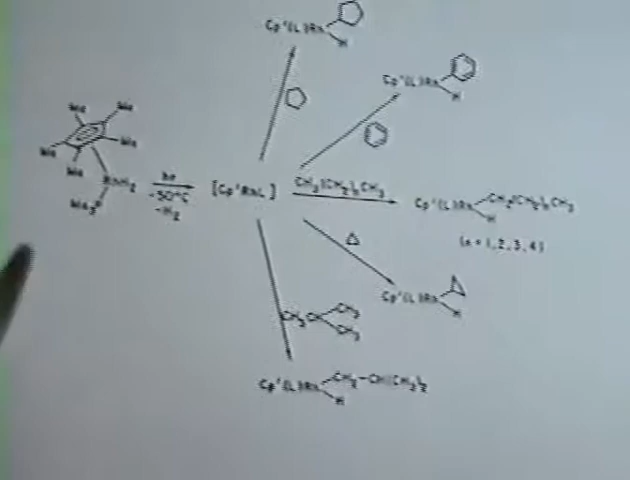 Cp*(L)Rh
H
Cp*(L)Rh
H
Me Me
Me Me
Me
RhH2
Me3P
hν
-30°C
-H2
[Cp*RhL]
CH3(CH2)nCH3
Cp*(L)Rh CH2(CH2)nCH3
H
(n = 1, 2, 3, 4)
Cp*(L)Rh
H
CH3CH CH3
CH3
Cp*(L)Rh CH2-CH(CH3)2
H